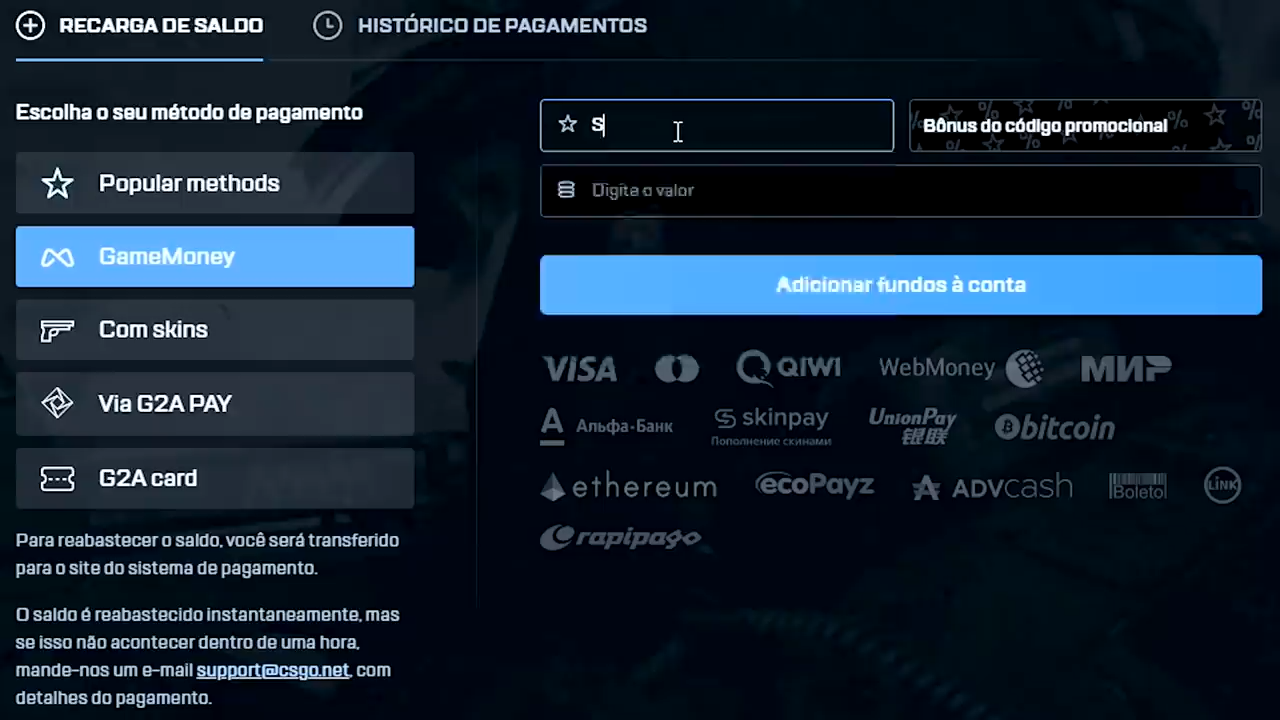 RECARGA DE SALDO
HISTÓRICO DE PAGAMENTOS
Escolha o seu método de pagamento
Popular methods
GameMoney
Com skins
Via G2A PAY
G2A card
Para reabastecer o saldo, você será transferido
para o site do sistema de pagamento.
O saldo é reabastecido instantaneamente, mas
se isso não acontecer dentro de uma hora,
mande-nos um e-mail support@csgo.net, com
detalhes do pagamento.
S
Bônus do código promocional
Digite o valor
Adicionar fundos à conta
VISA QIWI WebMoney МИР
А Альфа-Банк skinpay UnionPay bitcoin
Пополнение скинами 银联
ethereum ecoPayz ADVcash Boleto LINK
rapipago